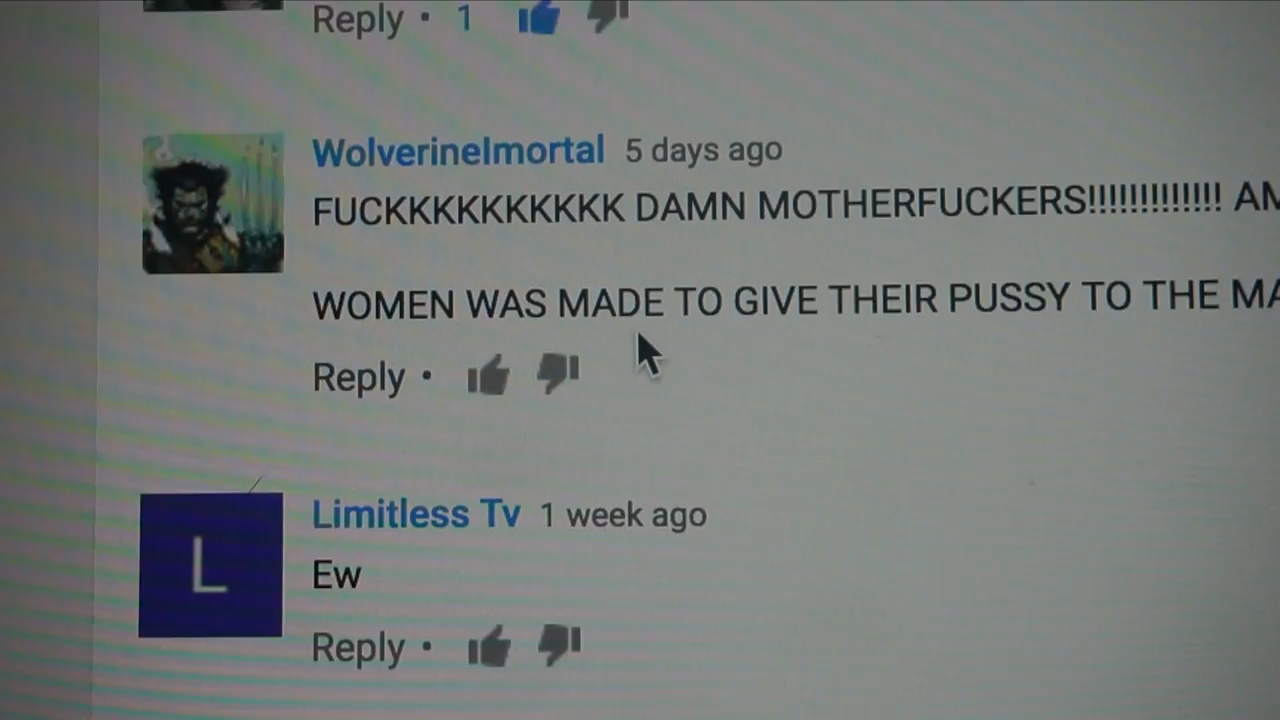 Reply • 1
WolverineImortal 5 days ago
FUCKKKKKKKKKK DAMN MOTHERFUCKERS!!!!!!!!!!!!!
WOMEN WAS MADE TO GIVE THEIR PUSSY TO THE
Reply •
L
Limitless Tv 1 week ago
Ew
Reply •